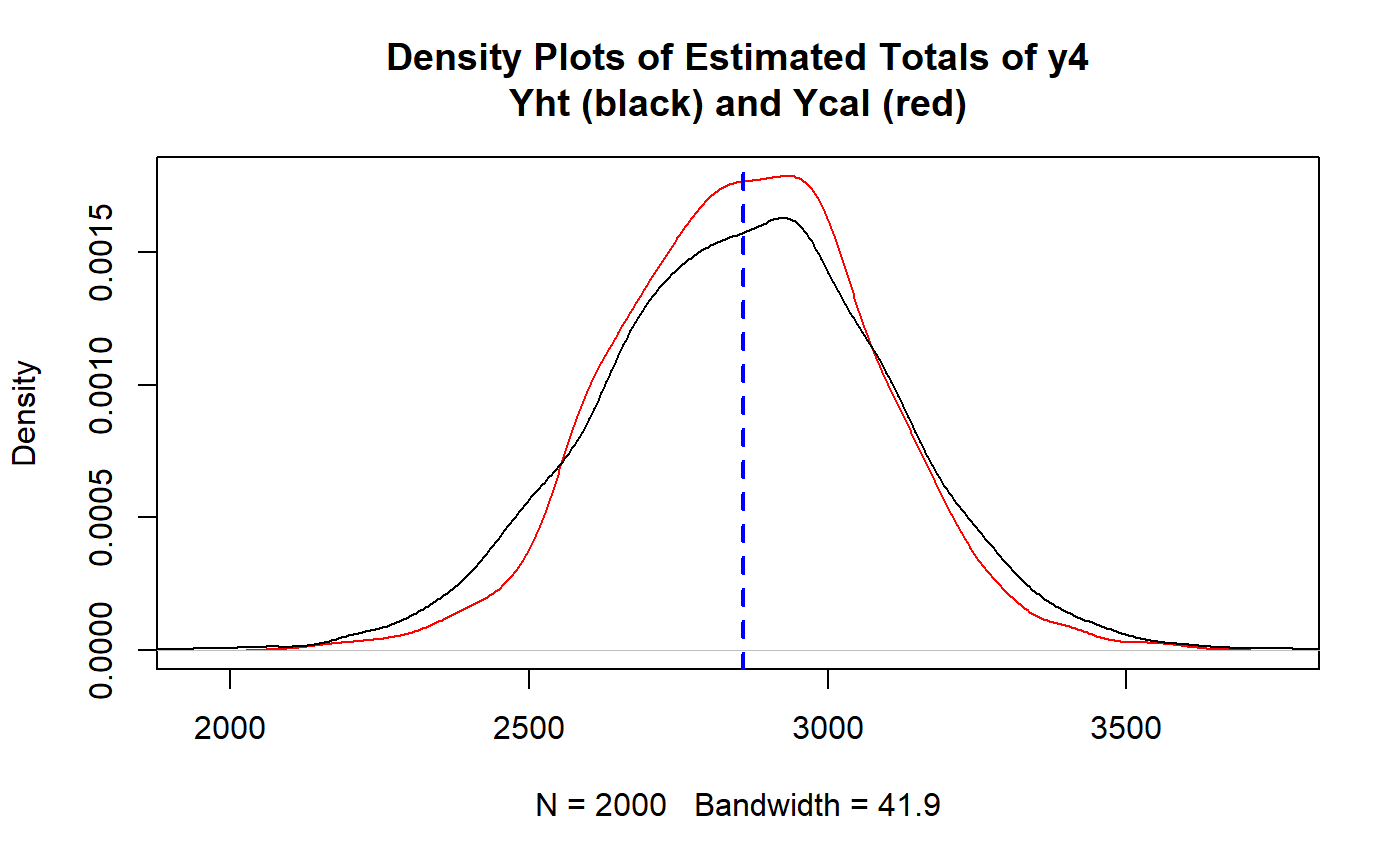 Density Plots of Estimated Totals of y4
Yht (black) and Ycal (red)
Density
0.0015
0.0010
0.0005
0.0000
2000 2500 3000 3500
N = 2000 Bandwidth = 41.9